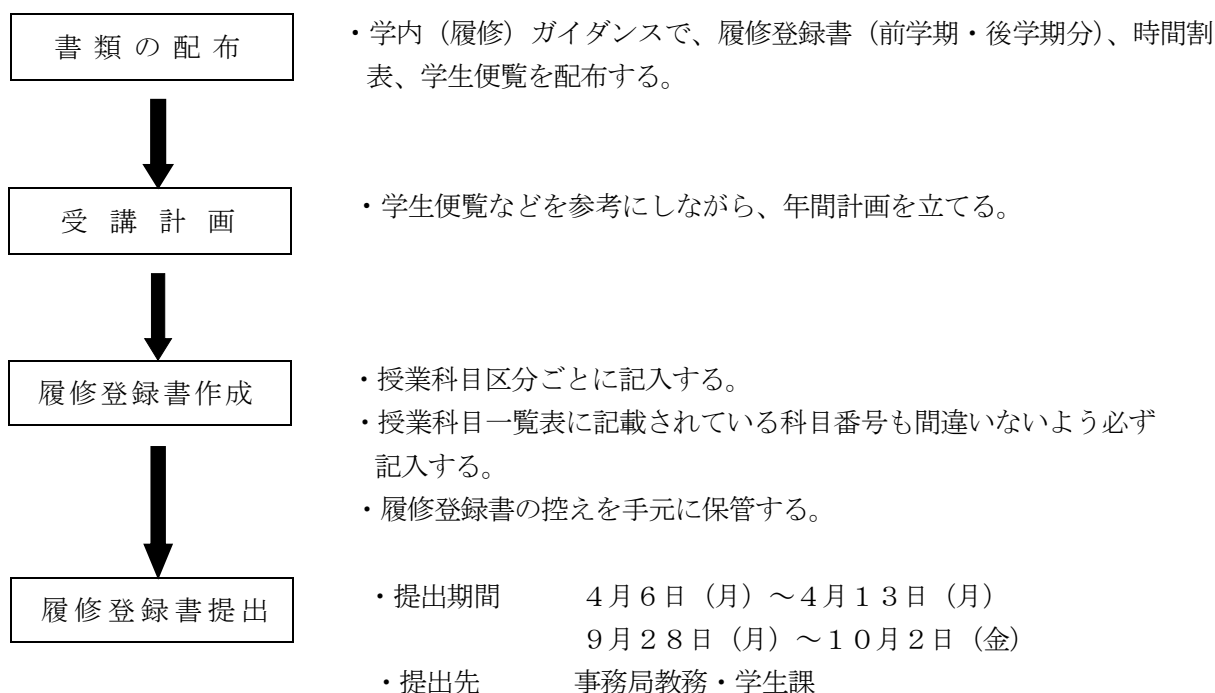 書類の配布
・学内（履修）ガイダンスで、履修登録書（前学期・後学期分）、時間割
表、学生便覧を配布する。
受講計画
・学生便覧などを参考にしながら、年間計画を立てる。
履修登録書作成
・授業科目区分ごとに記入する。
・授業科目一覧表に記載されている科目番号も間違いないよう必ず
記入する。
・履修登録書の控えを手元に保管する。
履修登録書提出
・提出期間　４月６日（月）～４月１３日（月）
９月２８日（月）～１０月２日（金）
・提出先　事務局教務・学生課